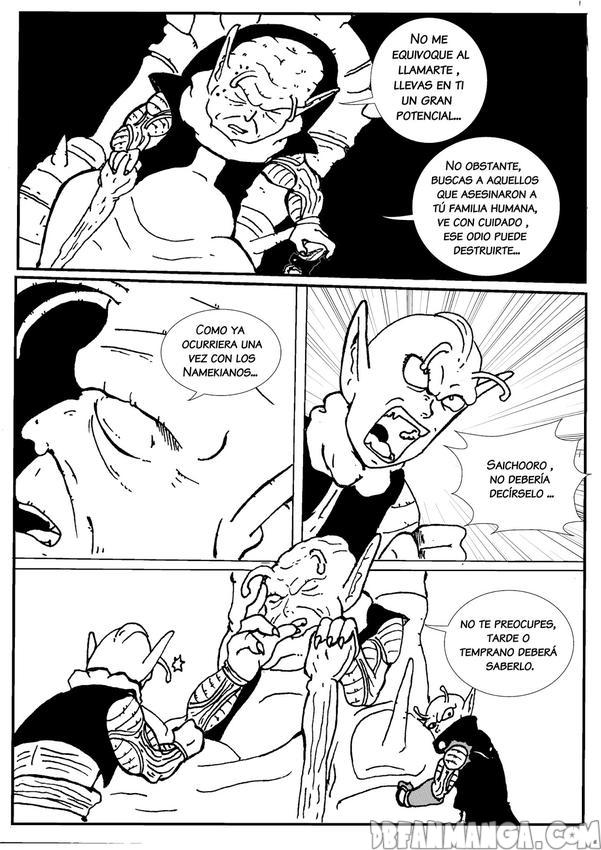 NO ME
EQUIVOQUE AL
LLAMARTE ,
LLEVAS EN TI
UN GRAN
POTENCIAL...
NO OBSTANTE,
BUSCAS A AQUELLOS
QUE ASESINARON A
TÚ FAMILIA HUMANA,
VE CON CUIDADO ,
ESE ODIO PUEDE
DESTRUIRTE...
COMO YA
OCURRIERA UNA
VEZ CON LOS
NAMEKIANOS...
SAICHOORO ,
NO DEBERÍA
DECÍRSELO ...
NO TE PREOCUPES,
TARDE O
TEMPRANO DEBERÁ
SABERLO.
DBFANMANGA.COM